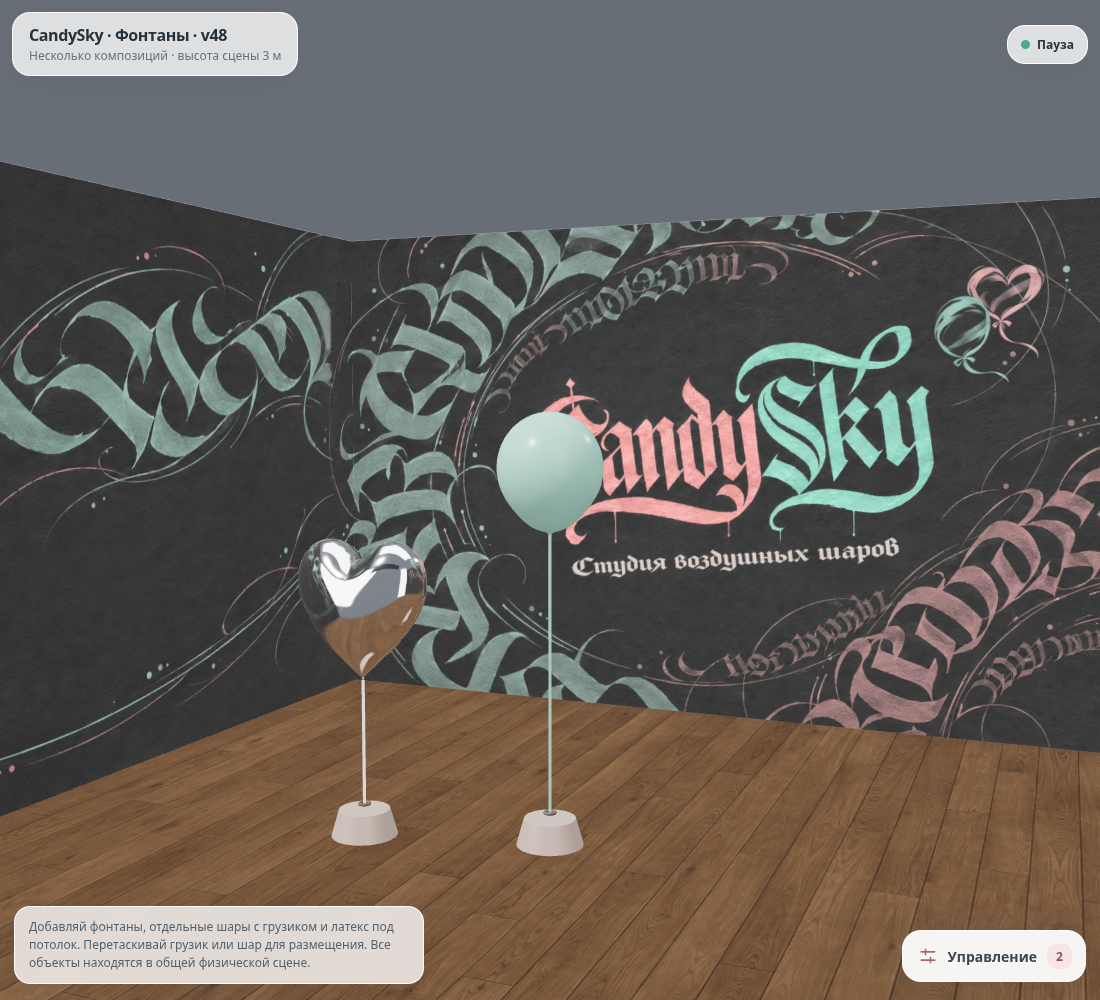 CandySky · Фонтаны · v48
Несколько композиций · высота сцены 3 м
Пауза
CandySky
Студия воздушных шаров
Добавляй фонтаны, отдельные шары с грузиком и латекс под
потолок. Перетаскивай грузик или шар для размещения. Все
объекты находятся в общей физической сцене.
Управление 2